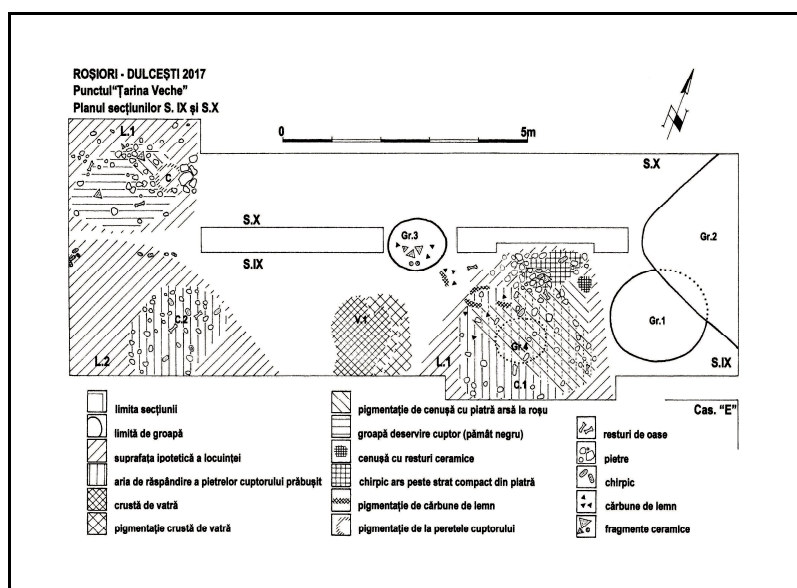 ROȘIORI - DULCEȘTI 2017
Punctul"Țarina Veche"
Planul secțiunilor S. IX și S.X
0
5m
N
L.1
C
S.X
S.X
S.IX
Gr.3
Gr.2
Gr.1
C.2
V.1
Gr.4
L.2
L.1
C.1
S.IX
Cas. "E"
limita secțiunii
limită de groapă
suprafața ipotetică a locuinței
aria de răspândire a pietrelor cuptorului prăbușit
crustă de vatră
pigmentație crustă de vatră
pigmentație de cenușă cu piatră arsă la roșu
groapă deservire cuptor (pămât negru)
cenușă cu resturi ceramice
chirpic ars peste strat compact din piatră
pigmentație de cărbune de lemn
pigmentație de la peretele cuptorului
resturi de oase
pietre
chirpic
cărbune de lemn
fragmente ceramice